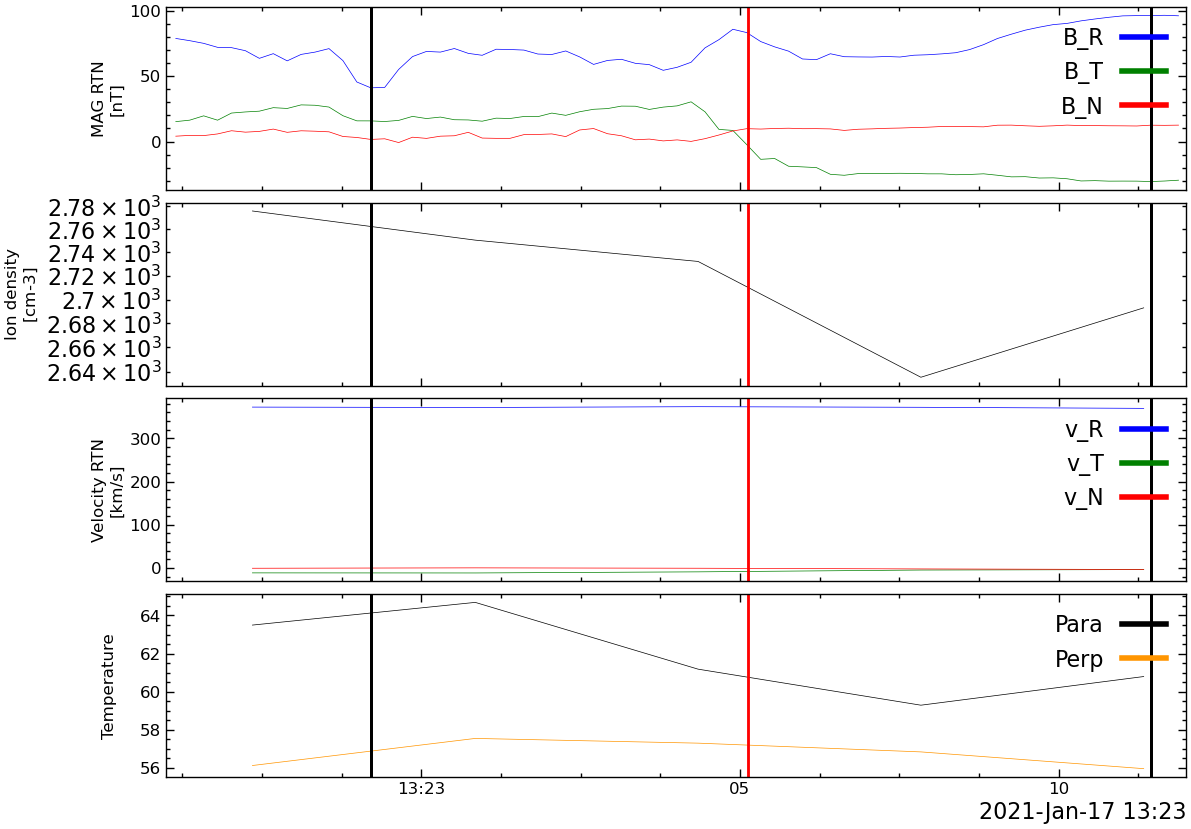 100
50
0
MAG RTN
[nT]
B_R
B_T
B_N
2.78 × 10³
2.76 × 10³
2.74 × 10³
2.72 × 10³
2.7 × 10³
2.68 × 10³
2.66 × 10³
2.64 × 10³
Ion density
[cm-3]
300
200
100
0
Velocity RTN
[km/s]
v_R
v_T
v_N
64
62
60
58
56
Temperature
Para
Perp
13:23
05
10
2021-Jan-17 13:23